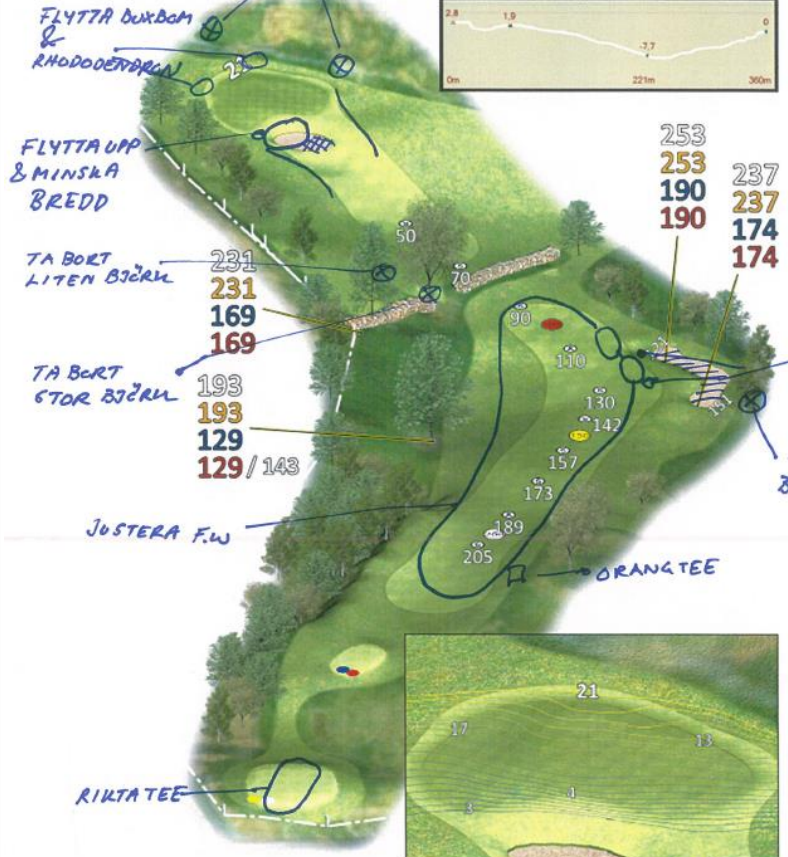 FLYTTA BUXBOM
&
RHODODENDRON
2,8
1,9
-7,7
0
0m
221m
360m
21
FLYTTA UPP
& MINSKA
BREDD
253
253
190
190
237
237
174
174
50
TA BORT
LITEN BJÖRK
231
231
169
169
70
90
110
TA BORT
STOR BJÖRK
193
193
129
129 / 143
130
142
157
173
189
205
JUSTERA F.W
ORANGTEE
RIKTA TEE
21
17
13
3
4